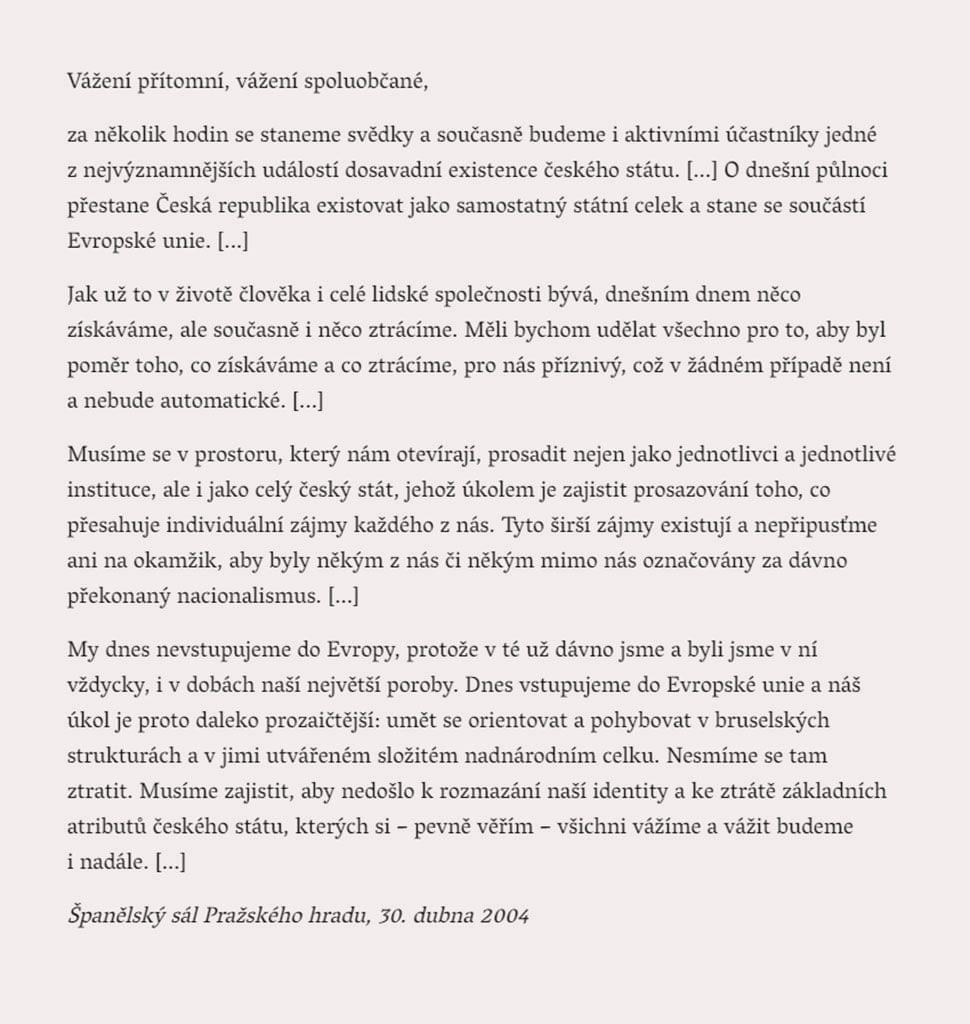 Vážení přítomní, vážení spoluobčané,
za několik hodin se staneme svědky a současně budeme i aktivními účastníky jedné
z nejvýznamnějších událostí dosavadní existence českého státu. [...] O dnešní půlnoci
přestane Česká republika existovat jako samostatný státní celek a stane se součástí
Evropské unie. [...]
Jak už to v životě člověka i celé lidské společnosti bývá, dnešním dnem něco
získáváme, ale současně i něco ztrácíme. Měli bychom udělat všechno pro to, aby byl
poměr toho, co získáváme a co ztrácíme, pro nás příznivý, což v žádném případě není
a nebude automatické. [...]
Musíme se v prostoru, který nám otevírají, prosadit nejen jako jednotlivci a jednotlivé
instituce, ale i jako celý český stát, jehož úkolem je zajistit prosazování toho, co
přesahuje individuální zájmy každého z nás. Tyto širší zájmy existují a nepřipusťme
ani na okamžik, aby byly někým z nás či někým mimo nás označovány za dávno
překonaný nacionalismus. [...]
My dnes nevstupujeme do Evropy, protože v té už dávno jsme a byli jsme v ní
vždycky, i v dobách naší největší poroby. Dnes vstupujeme do Evropské unie a náš
úkol je proto daleko prozaičtější: umět se orientovat a pohybovat v bruselských
strukturách a v jimi utvářeném složitém nadnárodním celku. Nesmíme se tam
ztratit. Musíme zajistit, aby nedošlo k rozmazání naší identity a ke ztrátě základních
atributů českého státu, kterých si – pevně věřím – všichni vážíme a vážit budeme
i nadále. [...]
Španělský sál Pražského hradu, 30. dubna 2004